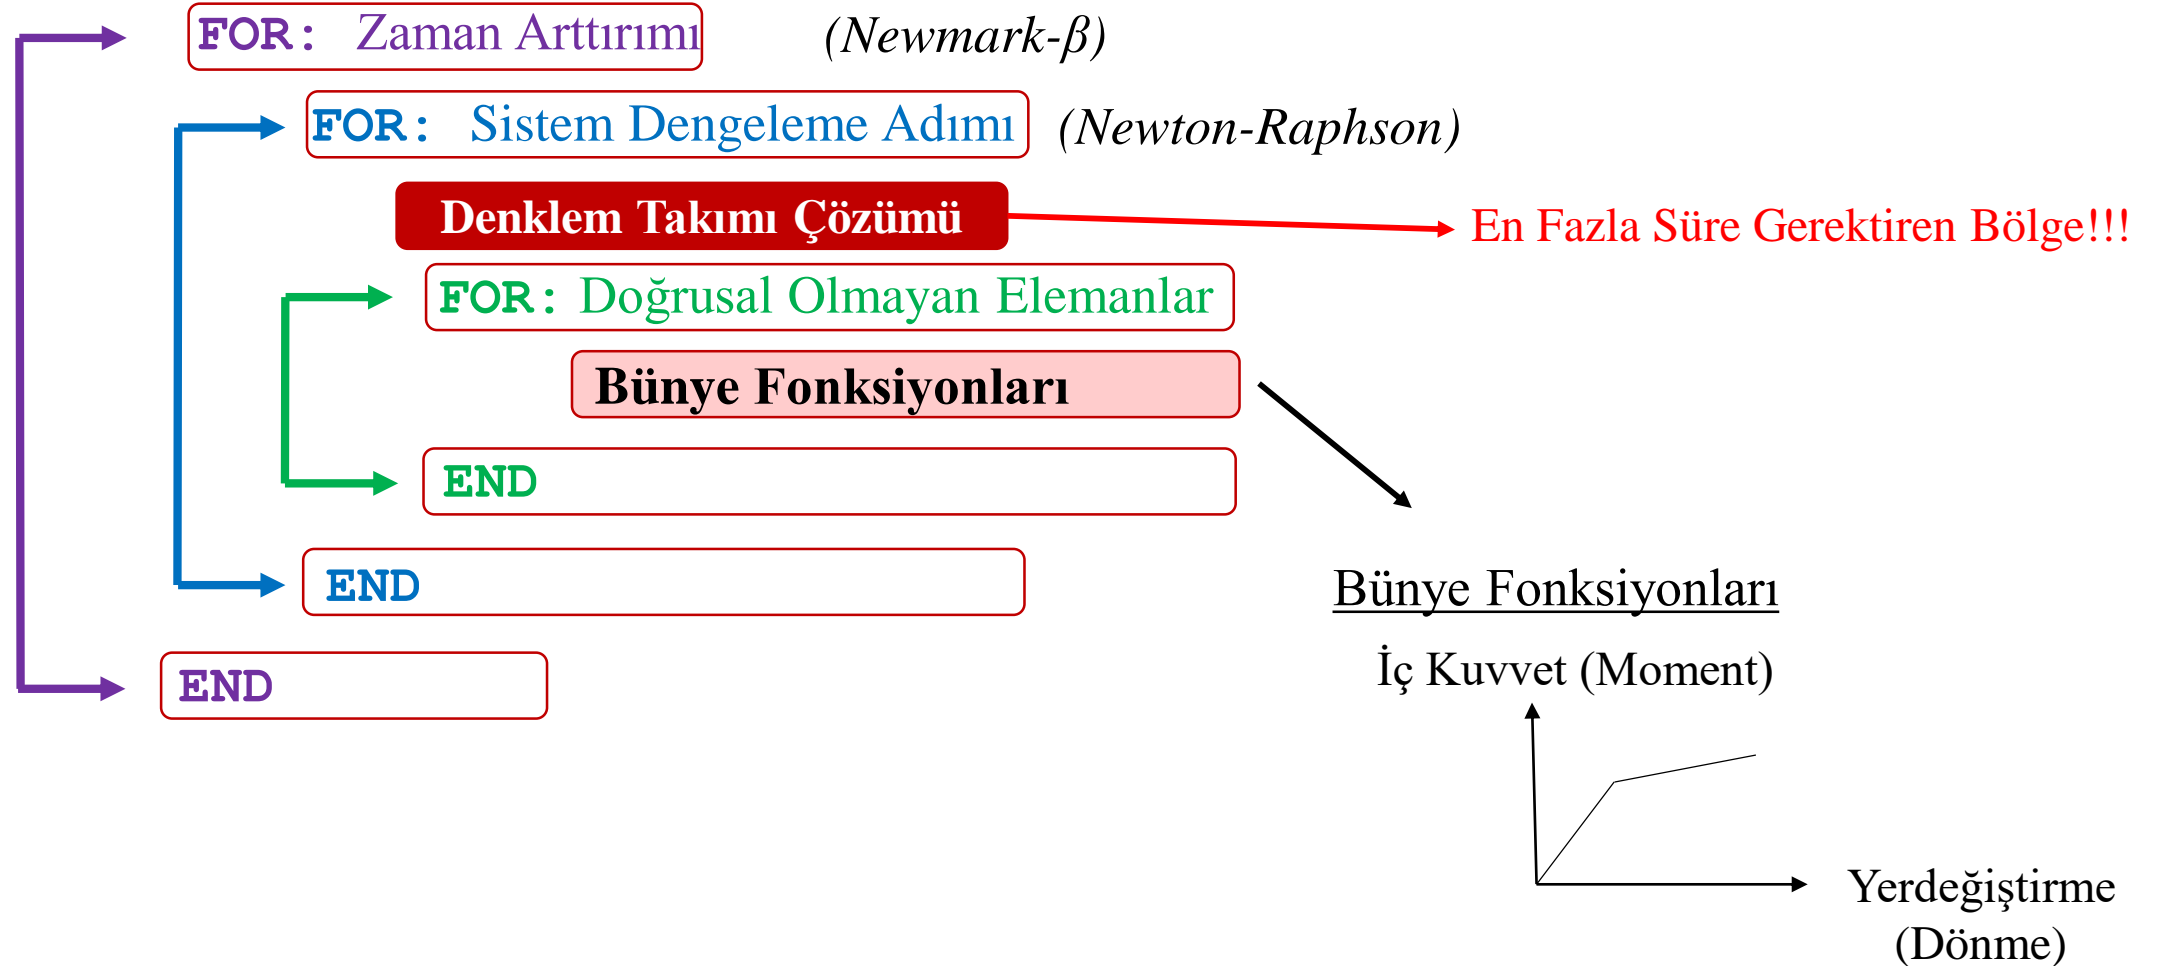 FOR: Zaman Arttırımı (Newmark-β)
FOR: Sistem Dengeleme Adımı (Newton-Raphson)
Denklem Takımı Çözümü
En Fazla Süre Gerektiren Bölge!!!
FOR: Doğrusal Olmayan Elemanlar
Bünye Fonksiyonları
END
END
END
Bünye Fonksiyonları
İç Kuvvet (Moment)
Yerdeğiştirme
(Dönme)